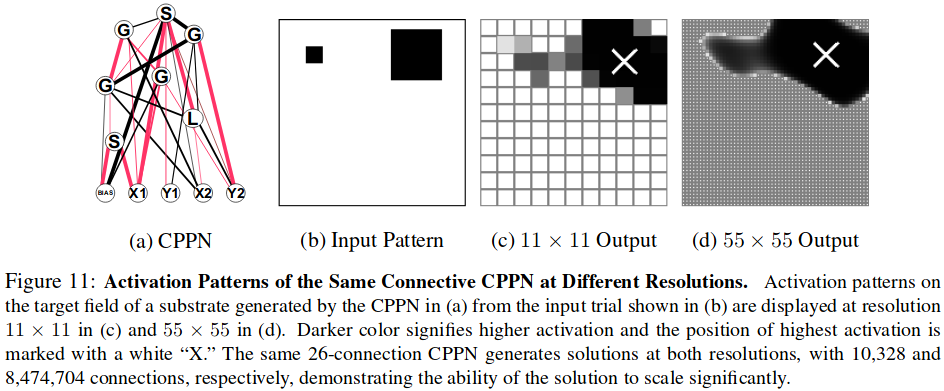 S
G
G
G
G
L
S
BIAS X1 Y1 X2 Y2
(a) CPPN (b) Input Pattern (c) 11 × 11 Output (d) 55 × 55 Output
Figure 11: Activation Patterns of the Same Connective CPPN at Different Resolutions. Activation patterns on
the target field of a substrate generated by the CPPN in (a) from the input trial shown in (b) are displayed at resolution
11 × 11 in (c) and 55 × 55 in (d). Darker color signifies higher activation and the position of highest activation is
marked with a white “X.” The same 26-connection CPPN generates solutions at both resolutions, with 10,328 and
8,474,704 connections, respectively, demonstrating the ability of the solution to scale significantly.